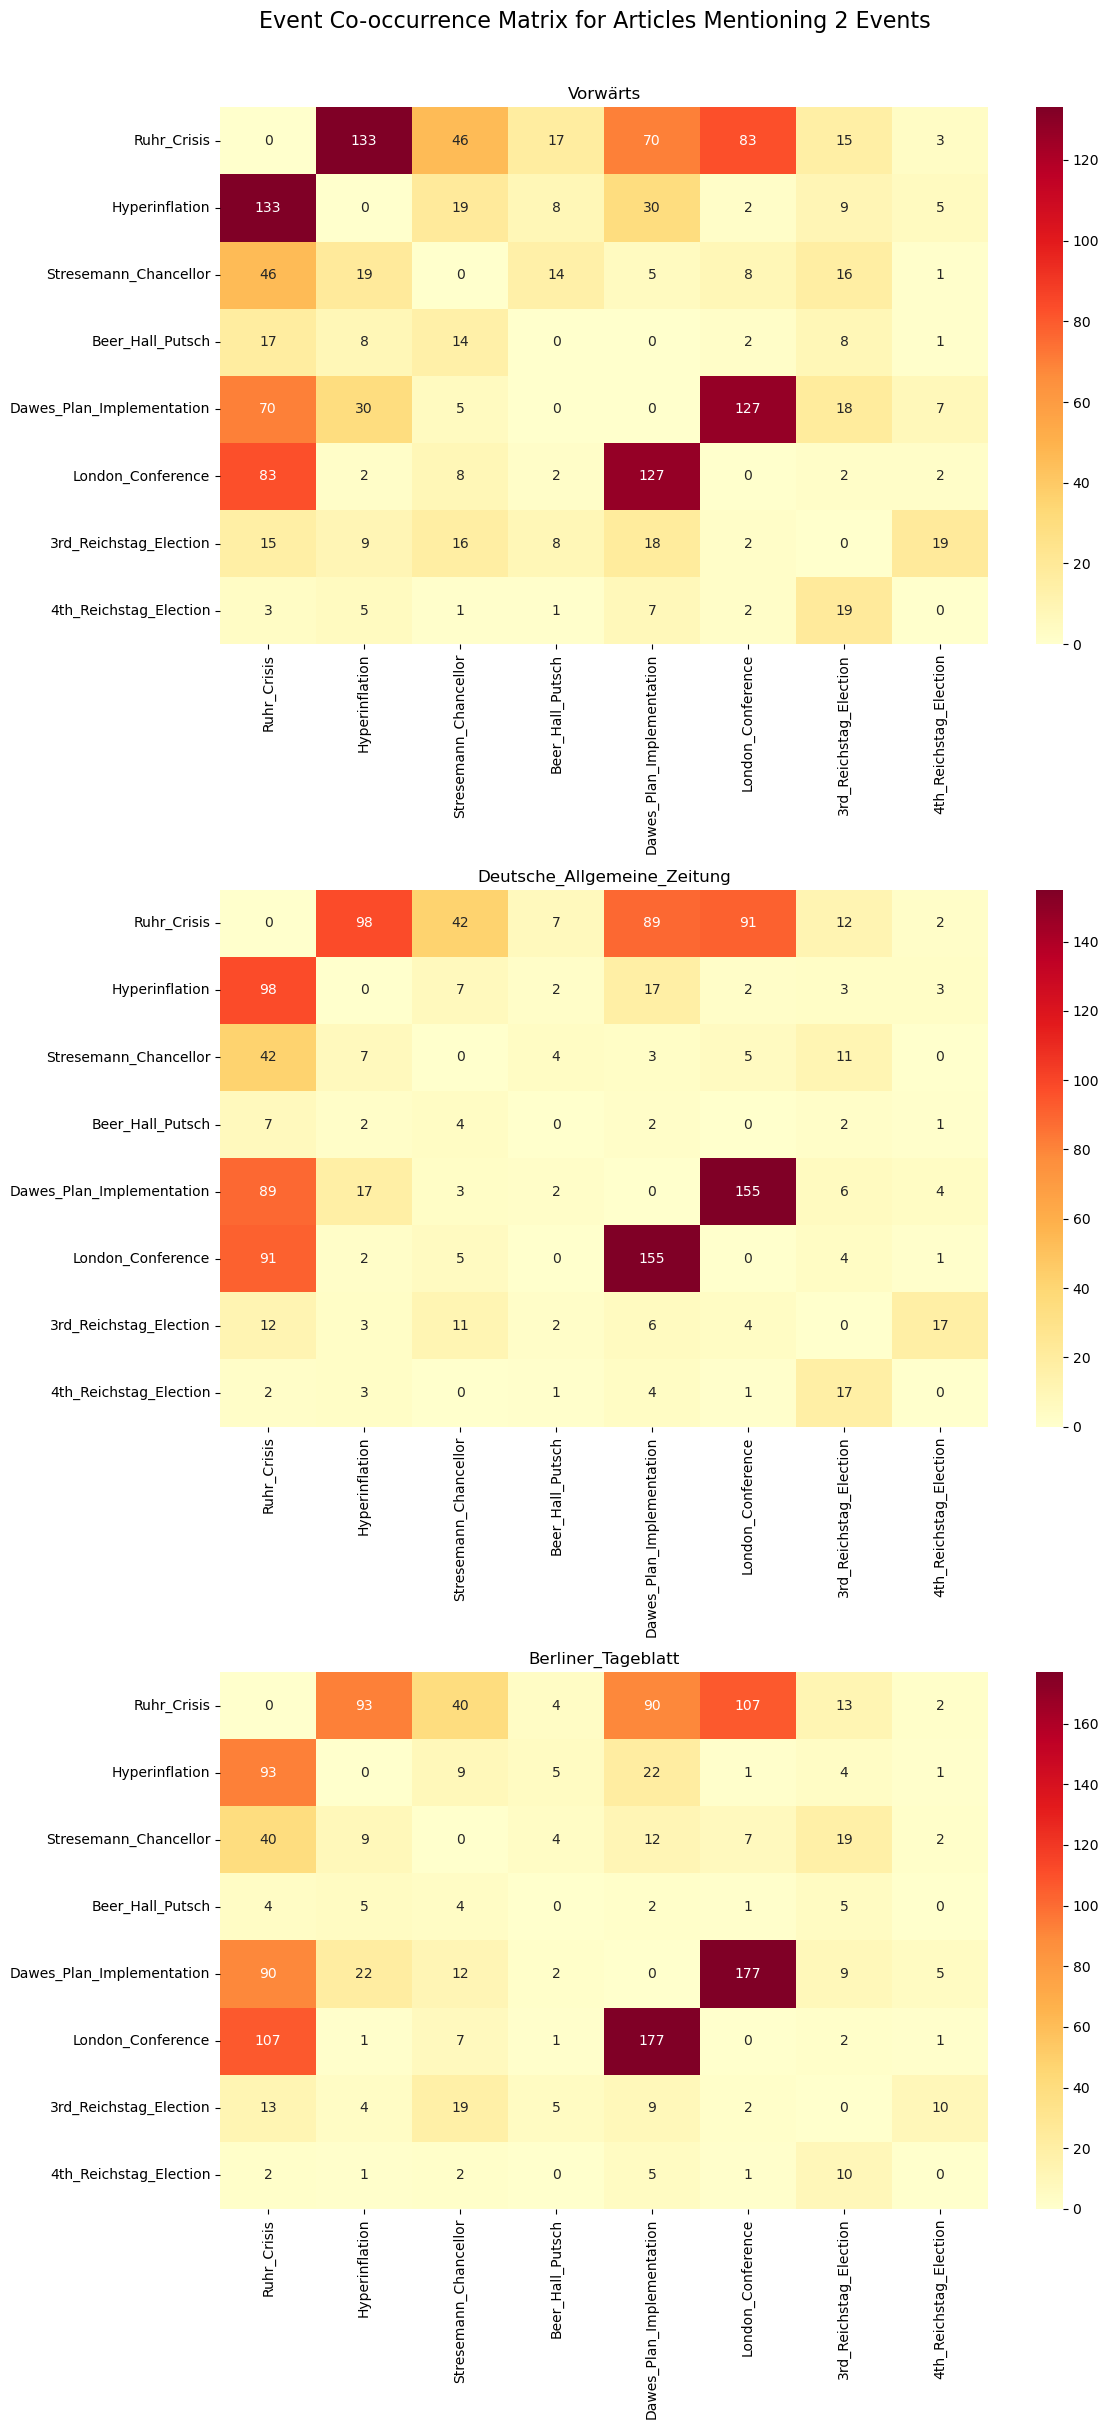 Event Co-occurrence Matrix for Articles Mentioning 2 Events
Vorwärts
Ruhr_Crisis 0 133 46 17 70 83 15 3
Hyperinflation 133 0 19 8 30 2 9 5
Stresemann_Chancellor 46 19 0 14 5 8 16 1
Beer_Hall_Putsch 17 8 14 0 0 2 8 1
Dawes_Plan_Implementation 70 30 5 0 0 127 18 7
London_Conference 83 2 8 2 127 0 2 2
3rd_Reichstag_Election 15 9 16 8 18 2 0 19
4th_Reichstag_Election 3 5 1 1 7 2 19 0
Ruhr_Crisis
Hyperinflation
Stresemann_Chancellor
Beer_Hall_Putsch
Dawes_Plan_Implementation
London_Conference
3rd_Reichstag_Election
4th_Reichstag_Election
120
100
80
60
40
20
0
Deutsche_Allgemeine_Zeitung
Ruhr_Crisis 0 98 42 7 89 91 12 2
Hyperinflation 98 0 7 2 17 2 3 3
Stresemann_Chancellor 42 7 0 4 3 5 11 0
Beer_Hall_Putsch 7 2 4 0 2 0 2 1
Dawes_Plan_Implementation 89 17 3 2 0 155 6 4
London_Conference 91 2 5 0 155 0 4 1
3rd_Reichstag_Election 12 3 11 2 6 4 0 17
4th_Reichstag_Election 2 3 0 1 4 1 17 0
Ruhr_Crisis
Hyperinflation
Stresemann_Chancellor
Beer_Hall_Putsch
Dawes_Plan_Implementation
London_Conference
3rd_Reichstag_Election
4th_Reichstag_Election
140
120
100
80
60
40
20
0
Berliner_Tageblatt
Ruhr_Crisis 0 93 40 4 90 107 13 2
Hyperinflation 93 0 9 5 22 1 4 1
Stresemann_Chancellor 40 9 0 4 12 7 19 2
Beer_Hall_Putsch 4 5 4 0 2 1 5 0
Dawes_Plan_Implementation 90 22 12 2 0 177 9 5
London_Conference 107 1 7 1 177 0 2 1
3rd_Reichstag_Election 13 4 19 5 9 2 0 10
4th_Reichstag_Election 2 1 2 0 5 1 10 0
Ruhr_Crisis
Hyperinflation
Stresemann_Chancellor
Beer_Hall_Putsch
Dawes_Plan_Implementation
London_Conference
3rd_Reichstag_Election
4th_Reichstag_Election
160
140
120
100
80
60
40
20
0